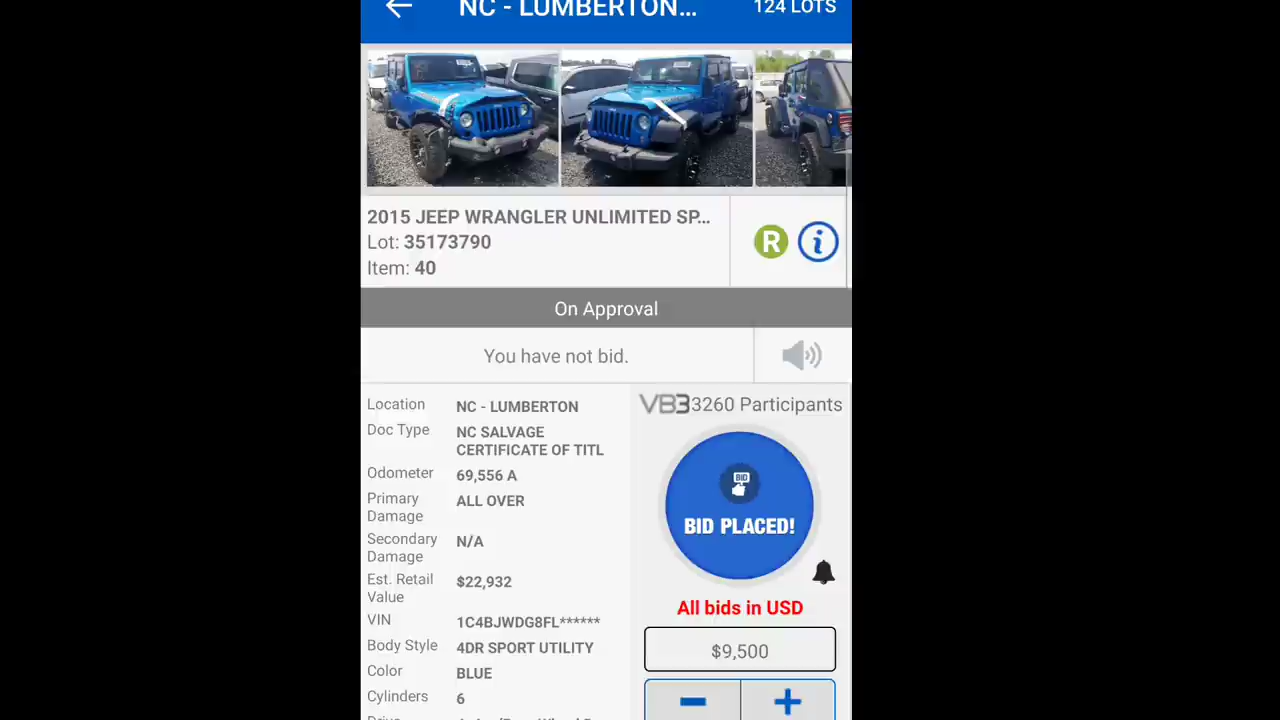 NC - LUMBERTON... 124 LOTS
2015 JEEP WRANGLER UNLIMITED SP...
Lot: 35173790
Item: 40
R i
On Approval
You have not bid.
Location NC - LUMBERTON
Doc Type NC SALVAGE
CERTIFICATE OF TITL
Odometer 69,556 A
Primary
Damage ALL OVER
Secondary
Damage N/A
Est. Retail
Value $22,932
VIN 1C4BJWDG8FL******
Body Style 4DR SPORT UTILITY
Color BLUE
Cylinders 6
VB3 3260 Participants
BID
BID PLACED!
All bids in USD
$9,500
− +